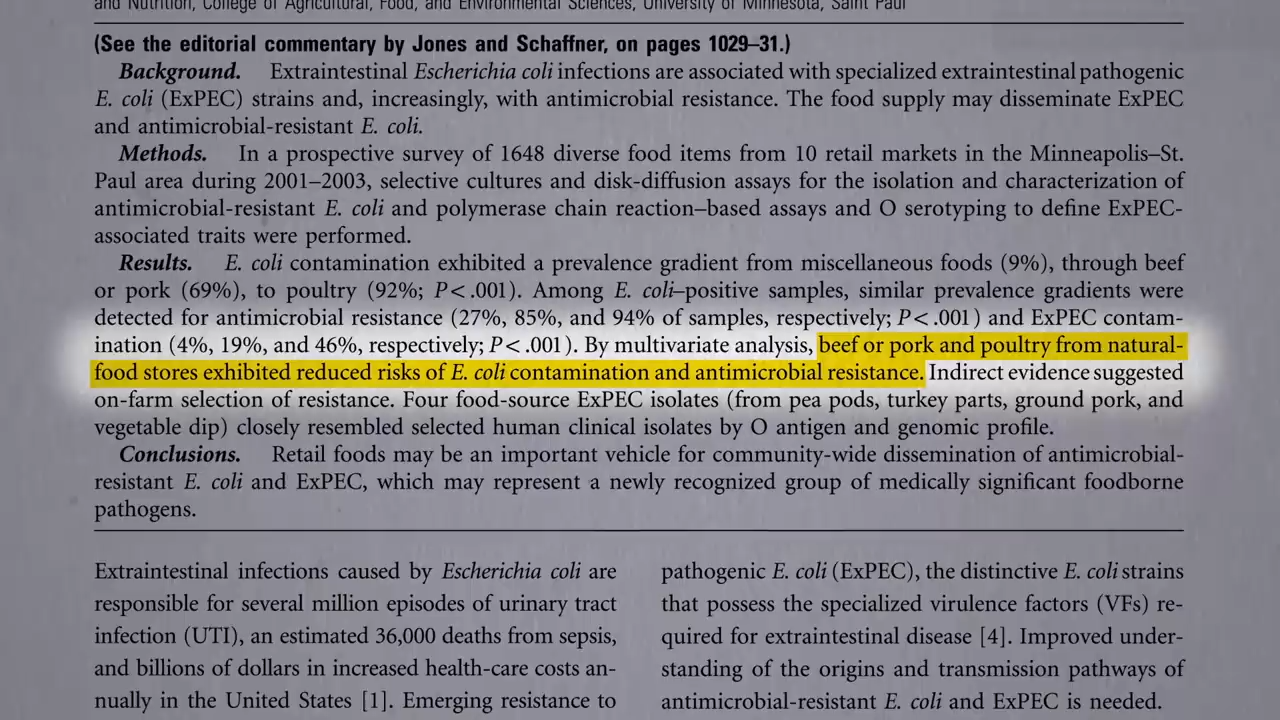 and Nutrition, College of Agricultural, Food, and Environmental Sciences, University of Minnesota, Saint Paul
(See the editorial commentary by Jones and Schaffner, on pages 1029–31.)
Background. Extraintestinal Escherichia coli infections are associated with specialized extraintestinal pathogenic
E. coli (ExPEC) strains and, increasingly, with antimicrobial resistance. The food supply may disseminate ExPEC
and antimicrobial-resistant E. coli.
Methods. In a prospective survey of 1648 diverse food items from 10 retail markets in the Minneapolis–St.
Paul area during 2001–2003, selective cultures and disk-diffusion assays for the isolation and characterization of
antimicrobial-resistant E. coli and polymerase chain reaction–based assays and O serotyping to define ExPEC-
associated traits were performed.
Results. E. coli contamination exhibited a prevalence gradient from miscellaneous foods (9%), through beef
or pork (69%), to poultry (92%; P < .001). Among E. coli–positive samples, similar prevalence gradients were
detected for antimicrobial resistance (27%, 85%, and 94% of samples, respectively; P < .001) and ExPEC contam-
ination (4%, 19%, and 46%, respectively; P < .001). By multivariate analysis, beef or pork and poultry from natural-
food stores exhibited reduced risks of E. coli contamination and antimicrobial resistance. Indirect evidence suggested
on-farm selection of resistance. Four food-source ExPEC isolates (from pea pods, turkey parts, ground pork, and
vegetable dip) closely resembled selected human clinical isolates by O antigen and genomic profile.
Conclusions. Retail foods may be an important vehicle for community-wide dissemination of antimicrobial-
resistant E. coli and ExPEC, which may represent a newly recognized group of medically significant foodborne
pathogens.
Extraintestinal infections caused by Escherichia coli are
responsible for several million episodes of urinary tract
infection (UTI), an estimated 36,000 deaths from sepsis,
and billions of dollars in increased health-care costs an-
nually in the United States [1]. Emerging resistance to
pathogenic E. coli (ExPEC), the distinctive E. coli strains
that possess the specialized virulence factors (VFs) re-
quired for extraintestinal disease [4]. Improved under-
standing of the origins and transmission pathways of
antimicrobial-resistant E. coli and ExPEC is needed.